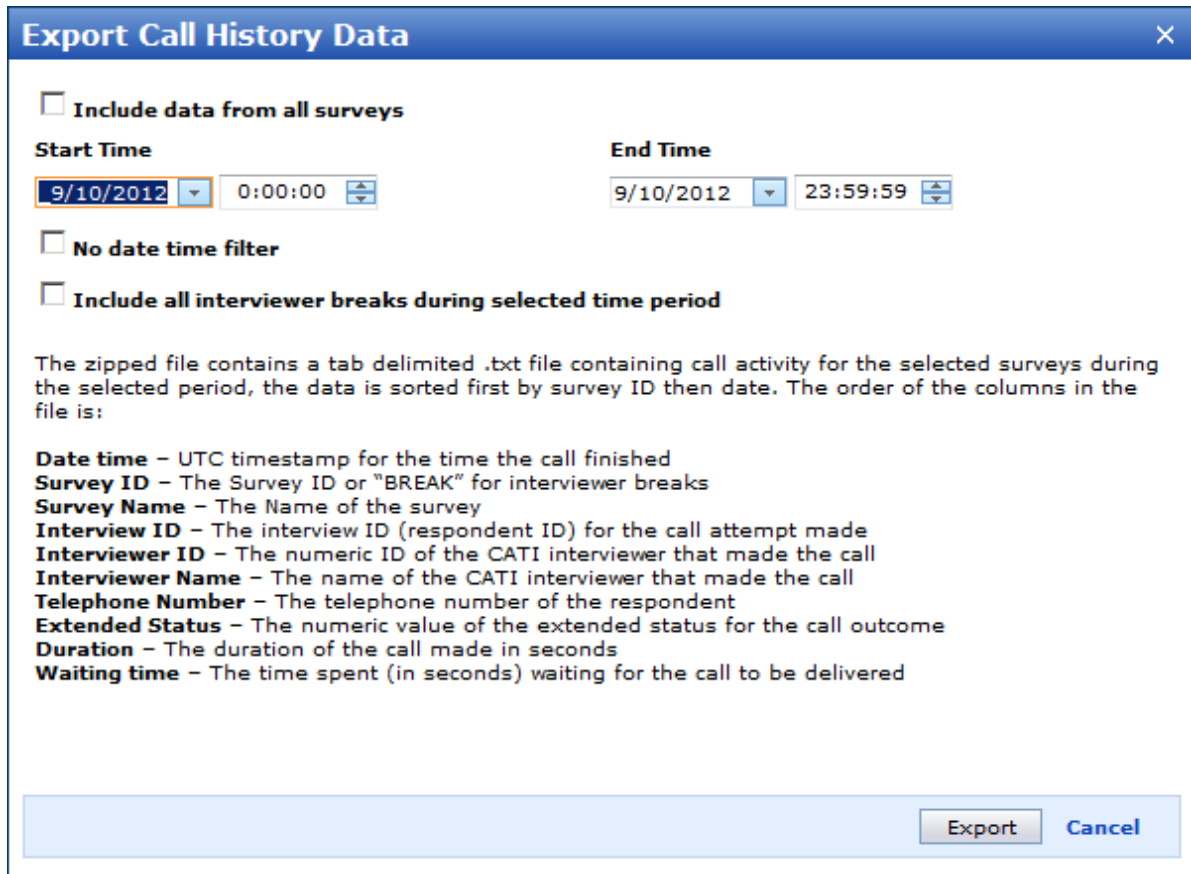 Export Call History Data
Include data from all surveys
Start Time End Time
9/10/2012 0:00:00 9/10/2012 23:59:59
No date time filter
Include all interviewer breaks during selected time period
The zipped file contains a tab delimited .txt file containing call activity for the selected surveys during
the selected period, the data is sorted first by survey ID then date. The order of the columns in the
file is:
Date time – UTC timestamp for the time the call finished
Survey ID – The Survey ID or “BREAK” for interviewer breaks
Survey Name – The Name of the survey
Interview ID – The interview ID (respondent ID) for the call attempt made
Interviewer ID – The numeric ID of the CATI interviewer that made the call
Interviewer Name – The name of the CATI interviewer that made the call
Telephone Number – The telephone number of the respondent
Extended Status – The numeric value of the extended status for the call outcome
Duration – The duration of the call made in seconds
Waiting time – The time spent (in seconds) waiting for the call to be delivered
Export Cancel